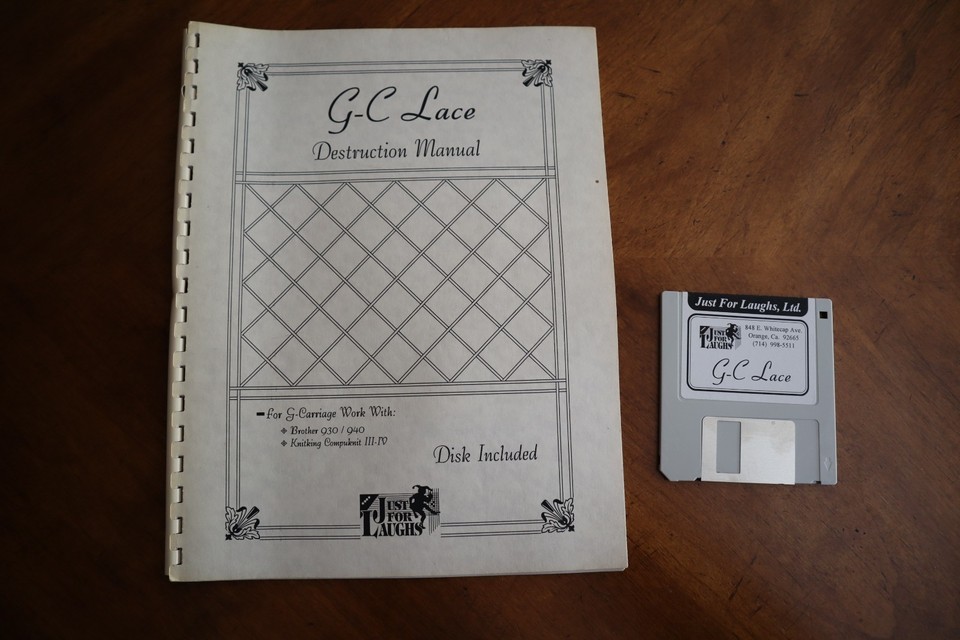 G-C Lace
Destruction Manual
For G-Carriage Work With:
Brother 930 / 940
Knitking Compuknit III-IV
Disk Included
JUST
FOR
LAUGHS
Just For Laughs, Ltd.
JUST
FOR
LAUGHS
848 E. Whitecap Ave
Orange, Ca. 92665
(714) 998-5511
G-C Lace